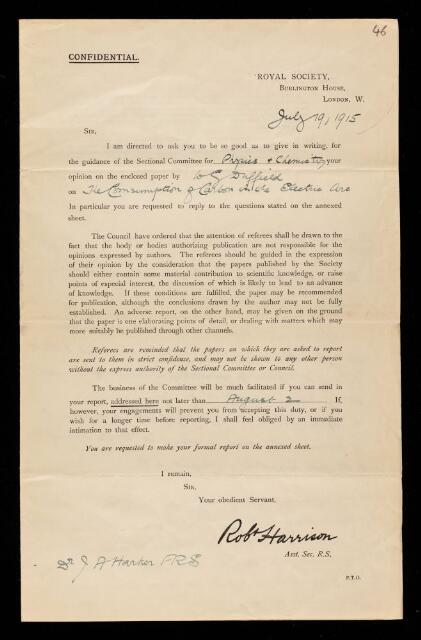 46
CONFIDENTIAL.
ROYAL SOCIETY,
BURLINGTON HOUSE,
LONDON, W.
July 19, 1915
SIR,
I am directed to ask you to be so good as to give in writing, for
the guidance of the Sectional Committee for Physics & Chemistry, your
opinion on the enclosed paper by W G Duffield
on The Consumption of Carbon in the Electric Arc
In particular you are requested to reply to the questions stated on the annexed
sheet.
The Council have ordered that the attention of referees shall be drawn to the
fact that the body or bodies authorizing publication are not responsible for the
opinions expressed by authors. The referees should be guided in the expression
of their opinion by the consideration that the papers published by the Society
should either contain some material contribution to scientific knowledge, or raise
points of especial interest, the discussion of which is likely to lead to an advance
of knowledge. If these conditions are fulfilled, the paper may be recommended
for publication, although the conclusions drawn by the author may not be fully
established. An adverse report, on the other hand, may be given on the ground
that the paper is one elaborating points of detail, or dealing with matters which may
more suitably be published through other channels.
Referees are reminded that the papers on which they are asked to report
are sent to them in strict confidence, and may not be shown to any other person
without the express authority of the Sectional Committee or Council.
The business of the Committee will be much facilitated if you can send in
your report, addressed here not later than August 2 If,
however, your engagements will prevent you from accepting this duty, or if you
wish for a longer time before reporting, I shall feel obliged by an immediate
intimation to that effect.
You are requested to make your formal report on the annexed sheet.
I remain,
SIR,
Your obedient Servant,
Robt Harrison
Asst. Sec. R.S.
Dr J A Harker FRS
P.T.O.